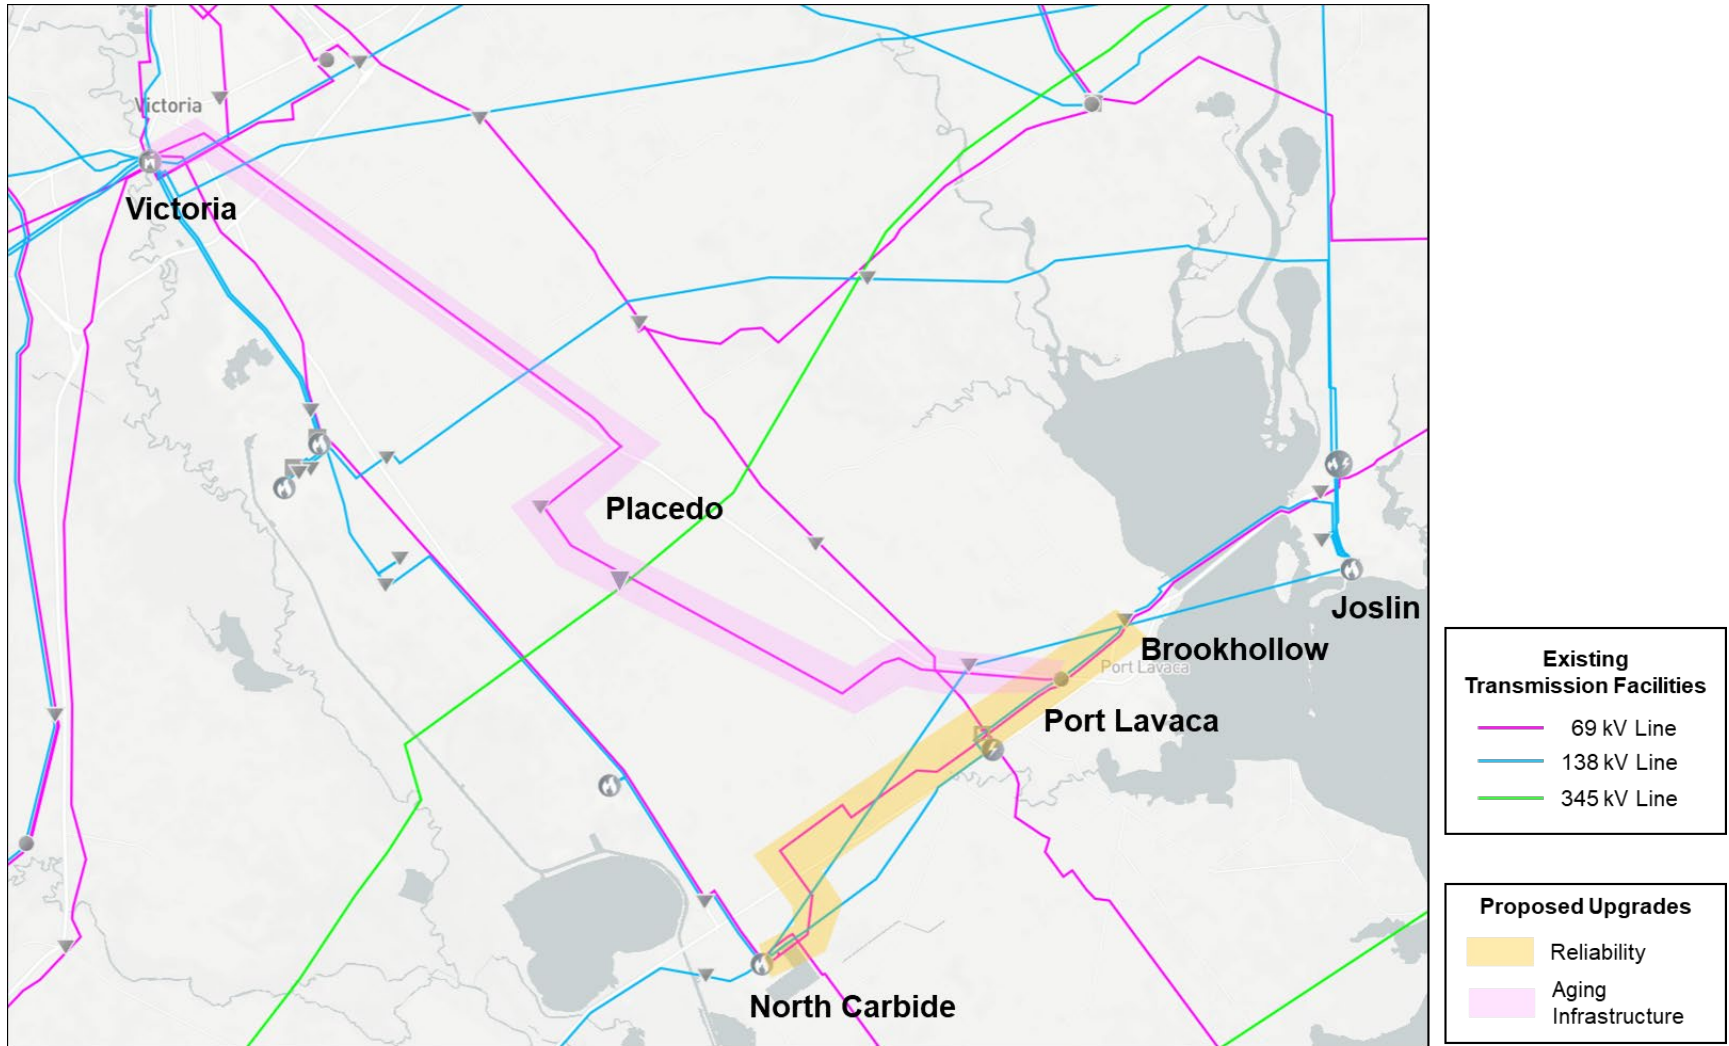 Victoria
Victoria
Placedo
Joslin
Brookhollow
Port Lavaca
Port Lavaca
North Carbide
Existing
Transmission Facilities
69 kV Line
138 kV Line
345 kV Line
Proposed Upgrades
Reliability
Aging
Infrastructure